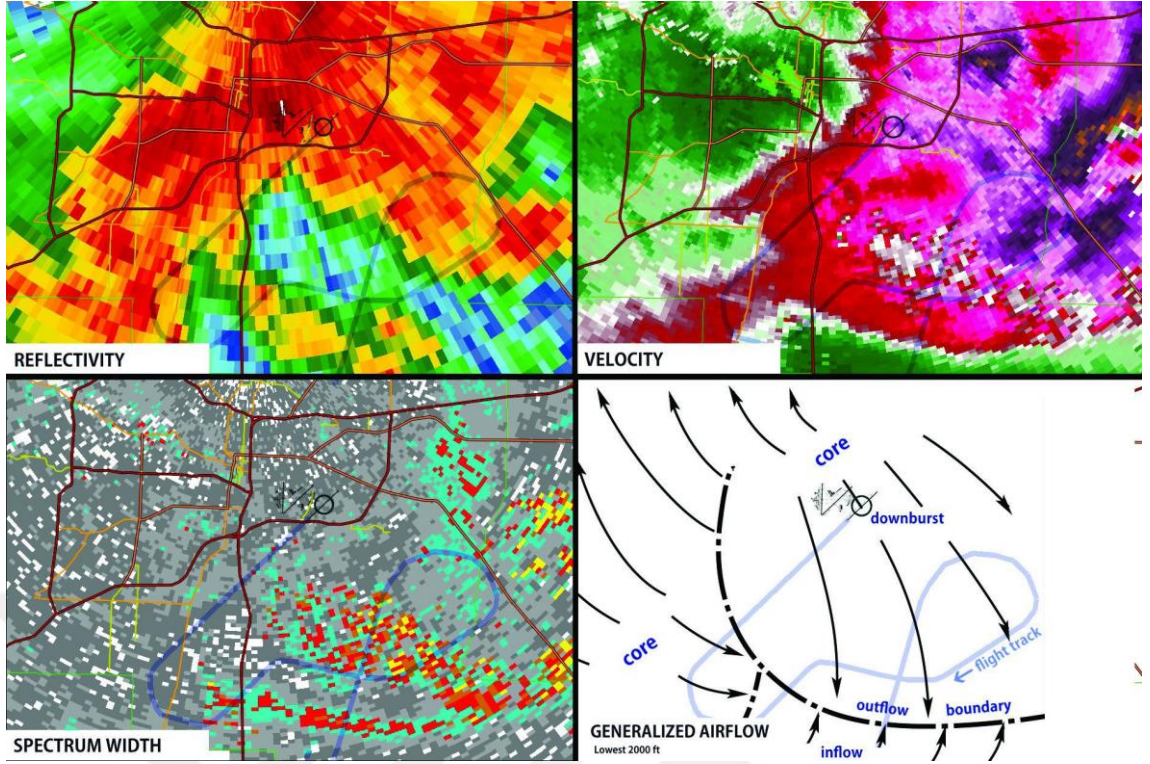 REFLECTIVITY
VELOCITY
SPECTRUM WIDTH
core
downburst
core
← flight track
outflow boundary
GENERALIZED AIRFLOW
Lowest 2000 ft
inflow